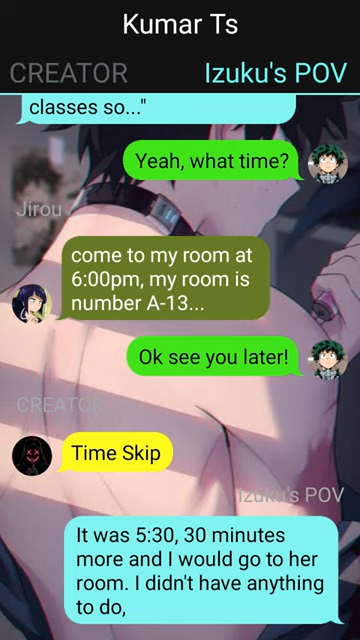 Kumar Ts
CREATOR
Izuku's POV
classes so..."
Yeah, what time?
Jirou
come to my room at
6:00pm, my room is
number A-13...
Ok see you later!
CREATOR
Time Skip
Izuku's POV
It was 5:30, 30 minutes
more and I would go to her
room. I didn't have anything
to do,